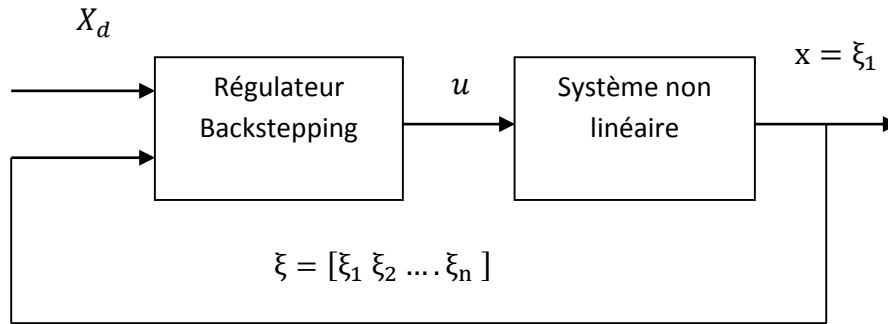 X_d
x = ξ₁
Régulateur
Backstepping
u
Système non
linéaire
ξ = [ξ₁ ξ₂ … . ξₙ ]